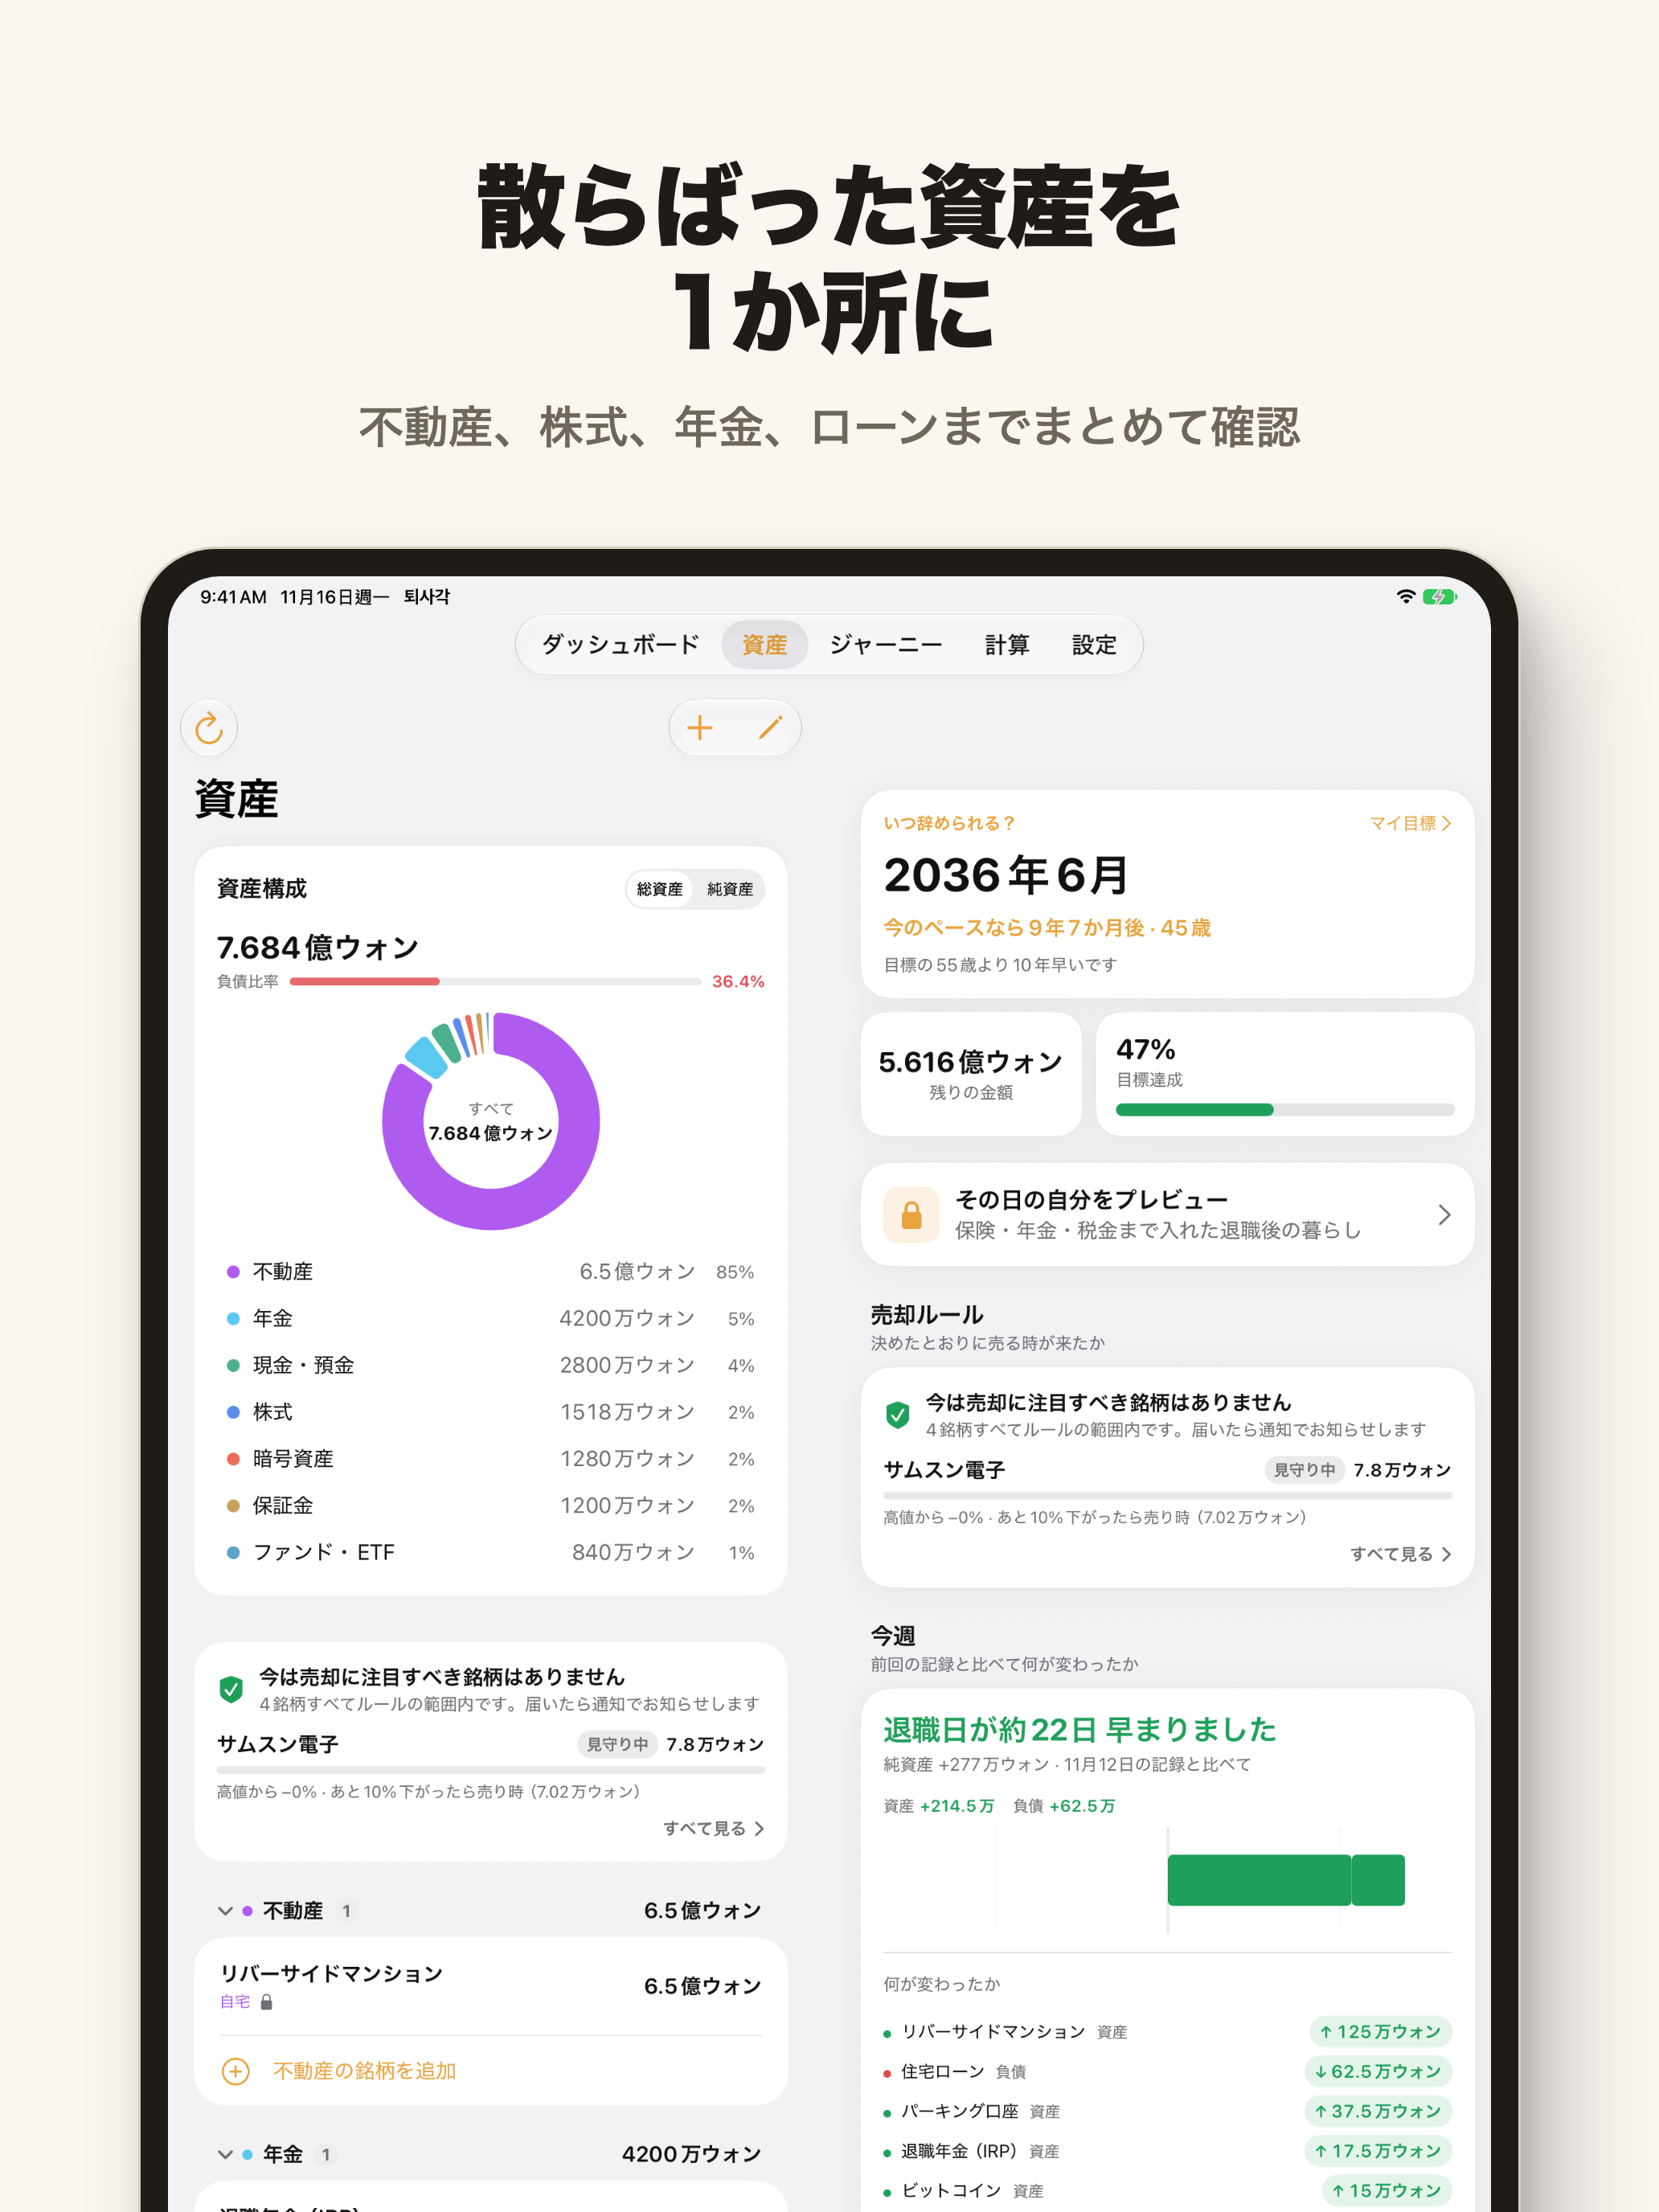 散らばった資産を
1か所に
不動産、株式、年金、ローンまでまとめて確認
9:41 AM 11月16日週一 퇴사각
ダッシュボード 資産 ジャーニー 計算 設定
資産
資産構成 総資産 純資産
7.684億ウォン
負債比率 36.4%
すべて
7.684億ウォン
不動産 6.5億ウォン 85%
年金 4200万ウォン 5%
現金・預金 2800万ウォン 4%
株式 1518万ウォン 2%
暗号資産 1280万ウォン 2%
保証金 1200万ウォン 2%
ファンド・ETF 840万ウォン 1%
今は売却に注目すべき銘柄はありません
4銘柄すべてルールの範囲内です。届いたら通知でお知らせします
サムスン電子 見守り中 7.8万ウォン
高値から −0% · あと10%下がったら売り時（7.02万ウォン）
すべて見る
不動産 1 6.5億ウォン
リバーサイドマンション 6.5億ウォン
自宅
不動産の銘柄を追加
年金 1 4200万ウォン
いつ辞められる？ マイ目標
2036年6月
今のペースなら9年7か月後 · 45歳
目標の55歳より10年早いです
5.616億ウォン
残りの金額
47%
目標達成
その日の自分をプレビュー
保険・年金・税金まで入れた退職後の暮らし
売却ルール
決めたとおりに売る時が来たか
今は売却に注目すべき銘柄はありません
4銘柄すべてルールの範囲内です。届いたら通知でお知らせします
サムスン電子 見守り中 7.8万ウォン
高値から −0% · あと10%下がったら売り時（7.02万ウォン）
すべて見る
今週
前回の記録と比べて何が変わったか
退職日が約22日 早まりました
純資産 +277万ウォン · 11月12日の記録と比べて
資産 +214.5万 負債 +62.5万
何が変わったか
リバーサイドマンション 資産 ↑ 125万ウォン
住宅ローン 負債 ↓ 62.5万ウォン
パーキング口座 資産 ↑ 37.5万ウォン
退職年金（IRP） 資産 ↑ 17.5万ウォン
ビットコイン 資産 ↑ 15万ウォン